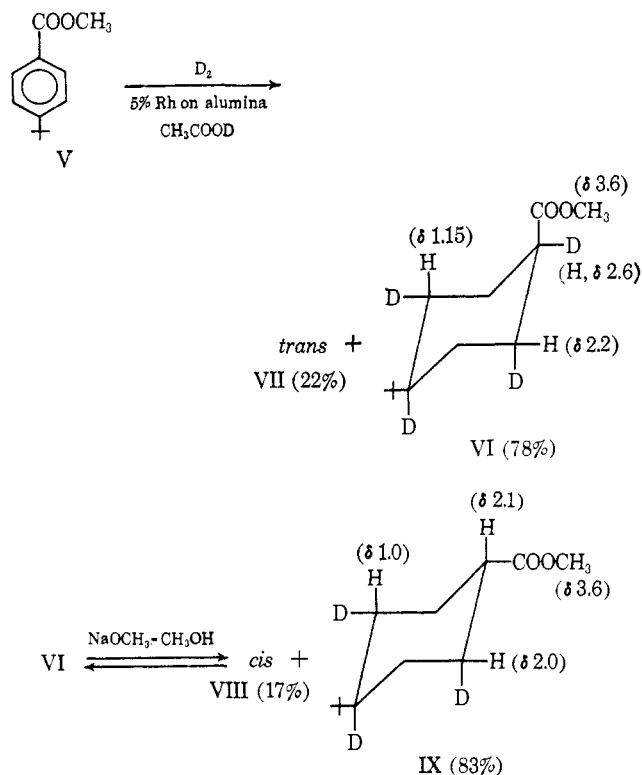 COOCH₃
V
D₂
5% Rh on alumina
CH₃COOD
(δ 3.6)
COOCH₃
(δ 1.15)
H
D
(H, δ 2.6)
D
trans +
H (δ 2.2)
VII (22%)
D
D
VI (78%)
(δ 2.1)
H
(δ 1.0)
H
COOCH₃
(δ 3.6)
D
NaOCH₃-CH₃OH
VI
cis +
H (δ 2.0)
VIII (17%)
D
D
IX (83%)